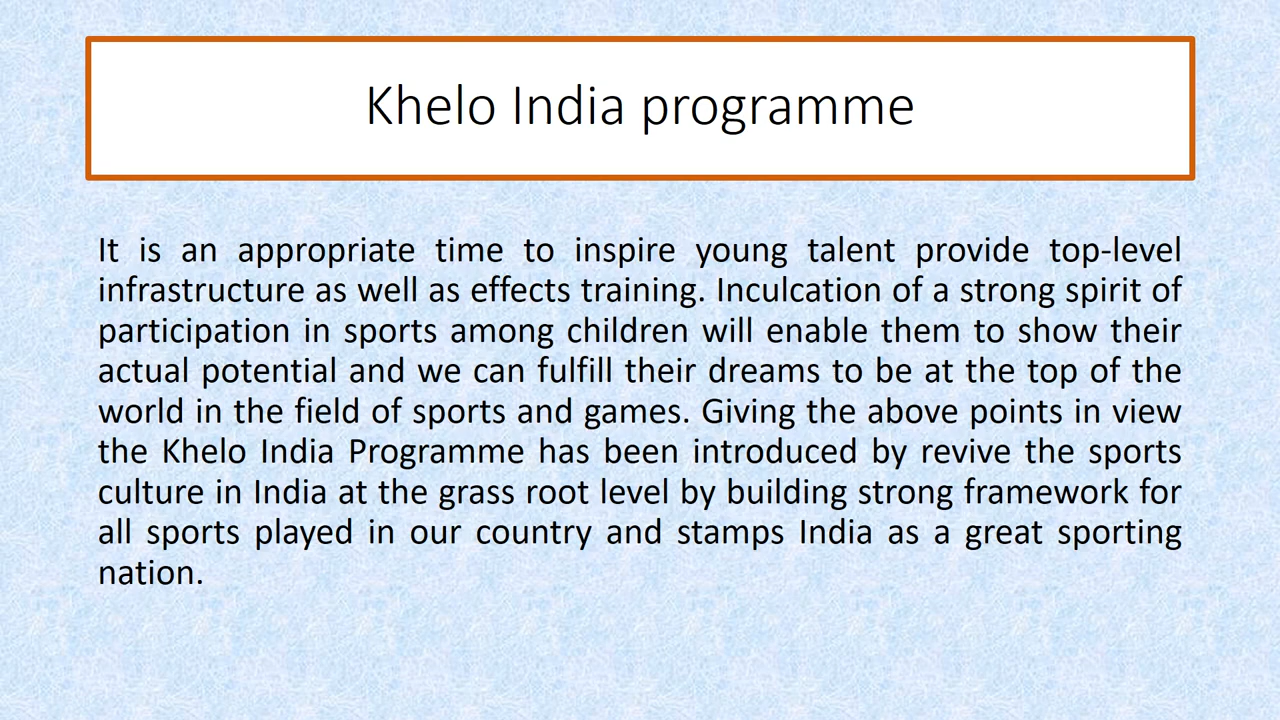 Khelo India programme
It is an appropriate time to inspire young talent provide top-level
infrastructure as well as effects training. Inculcation of a strong spirit of
participation in sports among children will enable them to show their
actual potential and we can fulfill their dreams to be at the top of the
world in the field of sports and games. Giving the above points in view
the Khelo India Programme has been introduced by revive the sports
culture in India at the grass root level by building strong framework for
all sports played in our country and stamps India as a great sporting
nation.